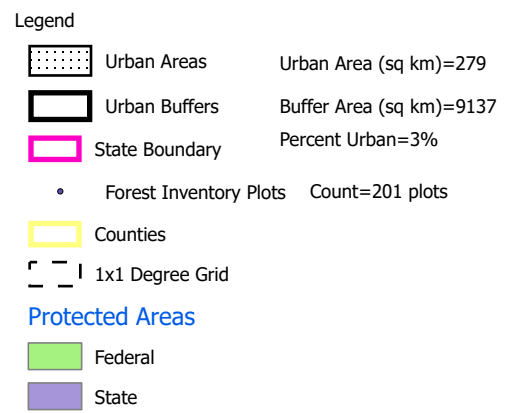 Legend
Urban Areas Urban Area (sq km)=279
Urban Buffers Buffer Area (sq km)=9137
State Boundary Percent Urban=3%
Forest Inventory Plots Count=201 plots
Counties
1x1 Degree Grid
Protected Areas
Federal
State